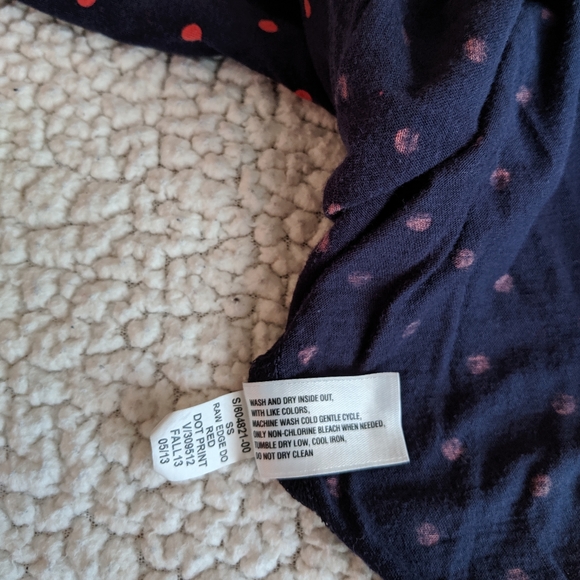 S/604821-00
SS
RAW EDGE DO
RED
DOT PRINT
V/309512
FALL13
05/13
WASH AND DRY INSIDE OUT,
WITH LIKE COLORS,
MACHINE WASH COLD GENTLE CYCLE,
ONLY NON-CHLORINE BLEACH WHEN NEEDED,
TUMBLE DRY LOW, COOL IRON,
DO NOT DRY CLEAN